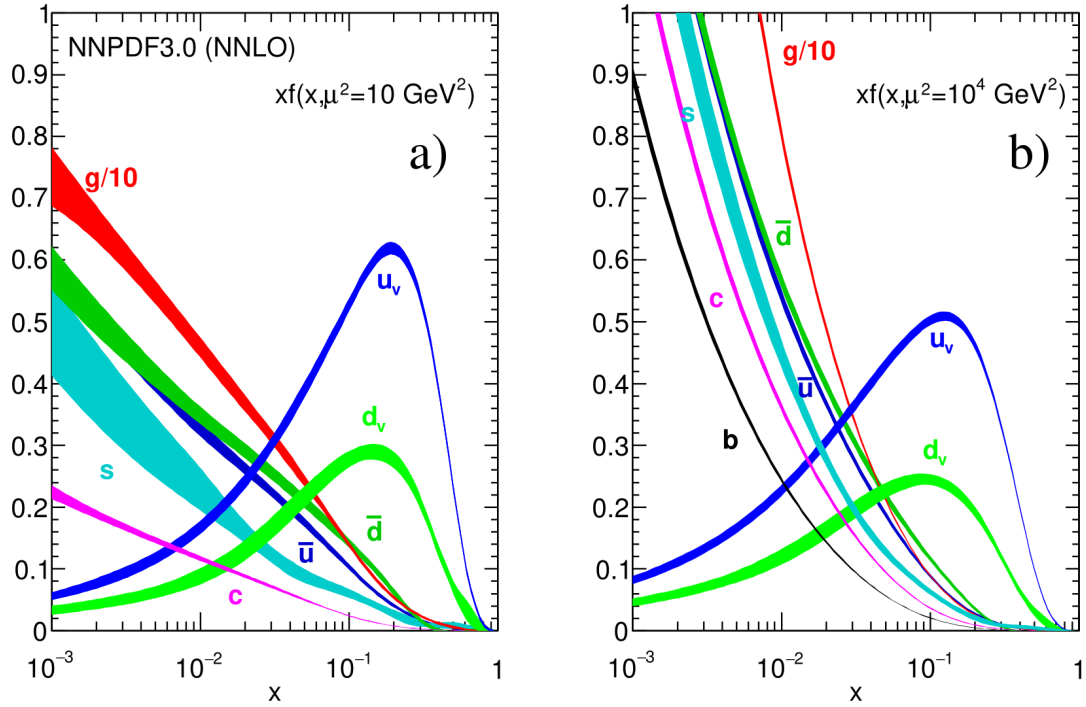 NNPDF3.0 (NNLO)
xf(x,μ²=10 GeV²)
a)
g/10
u_v
d_v
s
d̅
u̅
c
0
0.1
0.2
0.3
0.4
0.5
0.6
0.7
0.8
0.9
1
10⁻³
10⁻²
10⁻¹
1
x
g/10
xf(x,μ²=10⁴ GeV²)
s
b)
d̅
c
u_v
u̅
b
d_v
0
0.1
0.2
0.3
0.4
0.5
0.6
0.7
0.8
0.9
1
10⁻³
10⁻²
10⁻¹
1
x